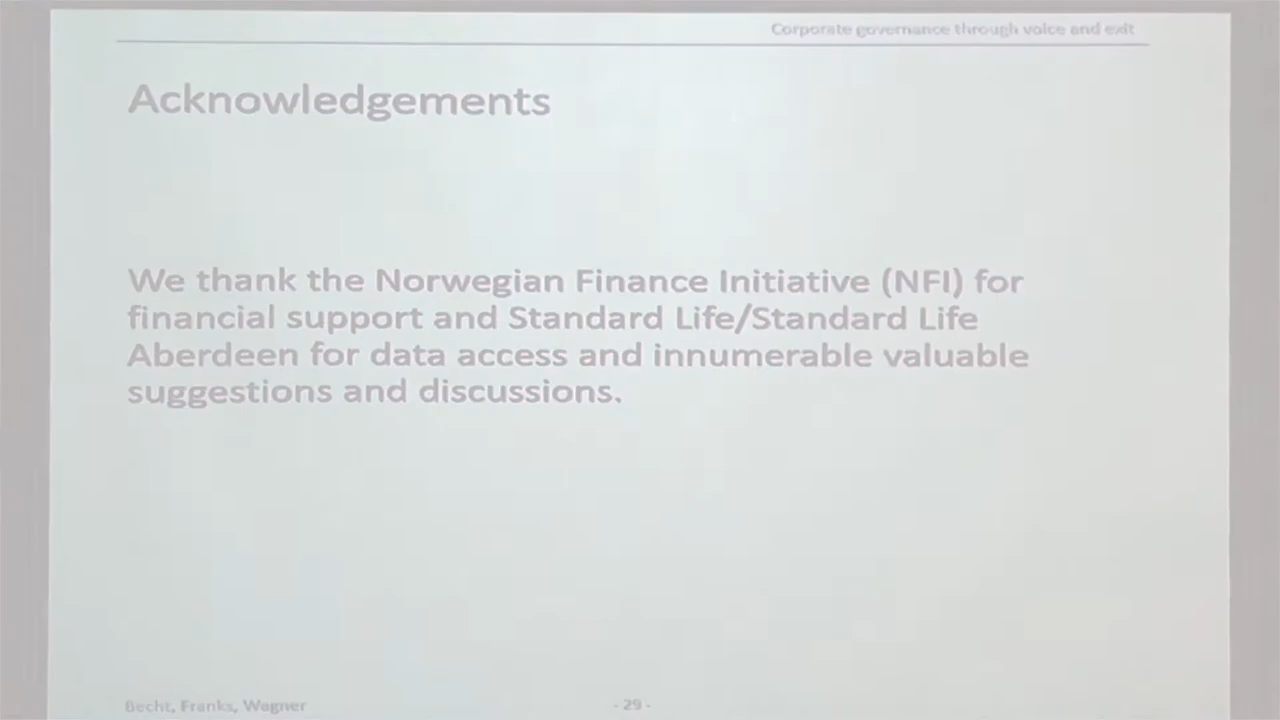 Corporate governance through voice and exit
Acknowledgements
We thank the Norwegian Finance Initiative (NFI) for
financial support and Standard Life/Standard Life
Aberdeen for data access and innumerable valuable
suggestions and discussions.
Becht, Franks, Wagner
- 29 -